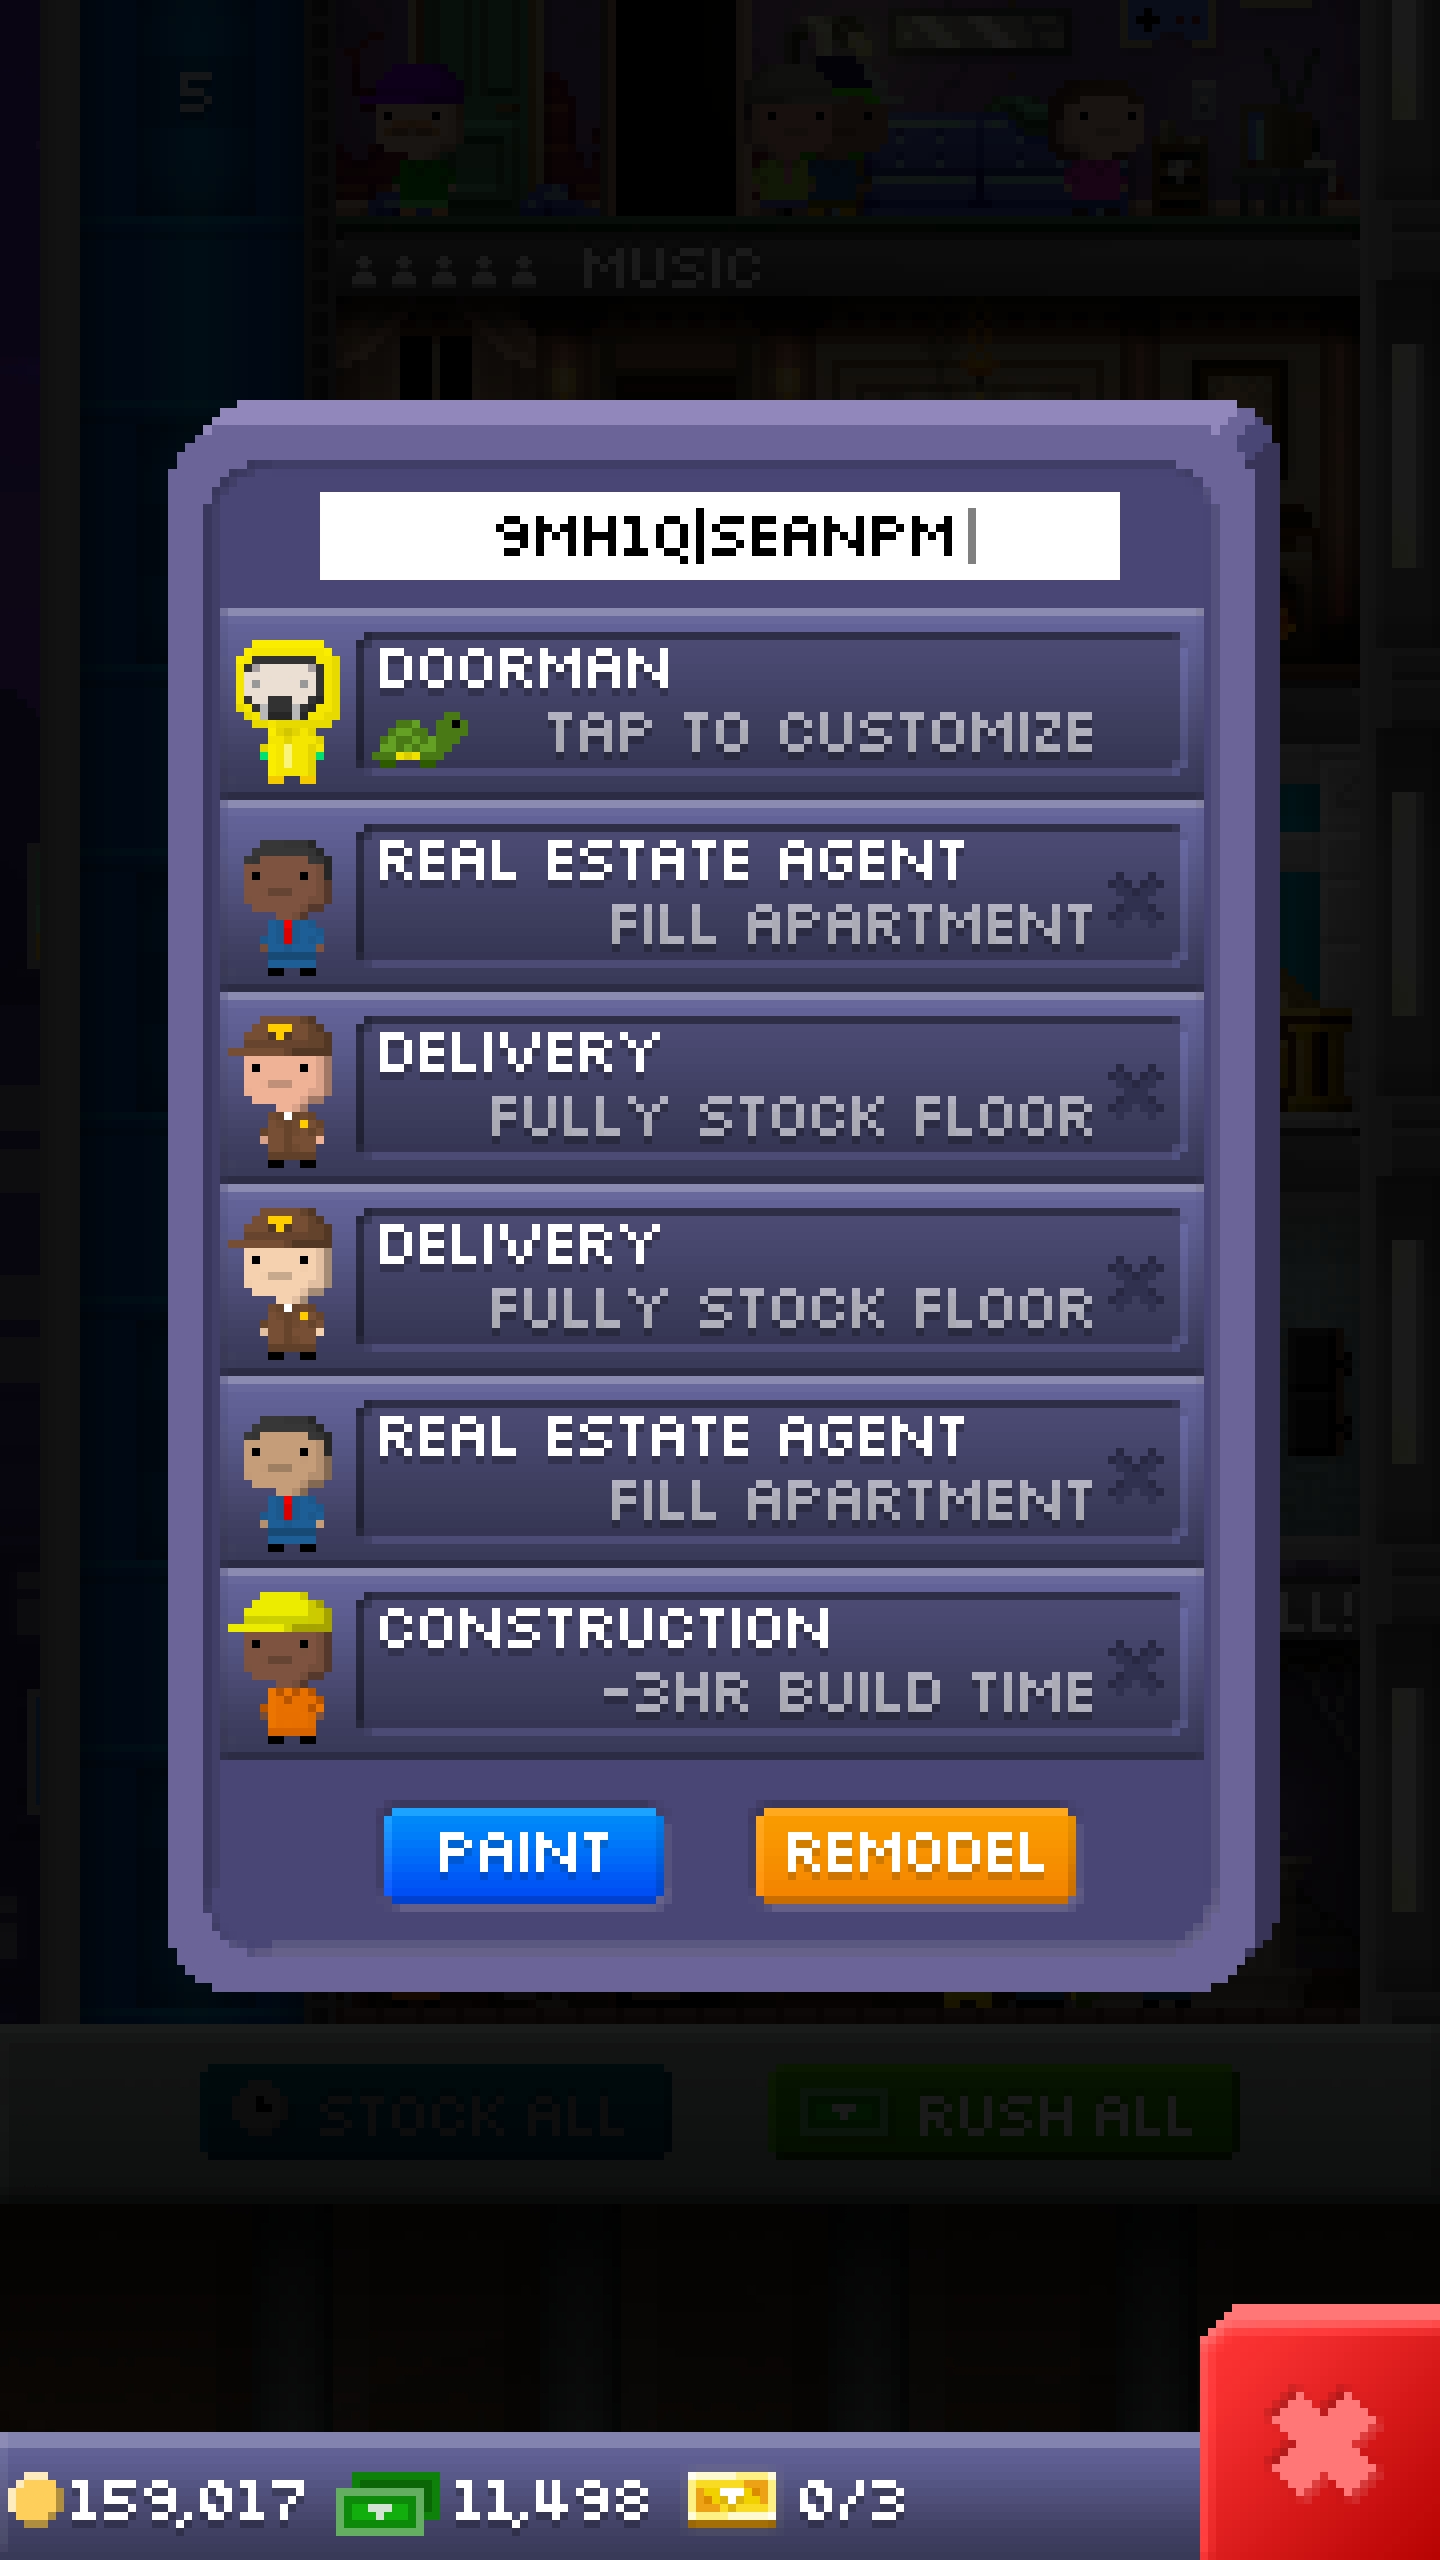 5
MUSIC
9MH1Q|SEANPM
DOORMAN
TAP TO CUSTOMIZE
REAL ESTATE AGENT
FILL APARTMENT
DELIVERY
FULLY STOCK FLOOR
DELIVERY
FULLY STOCK FLOOR
REAL ESTATE AGENT
FILL APARTMENT
CONSTRUCTION
-3HR BUILD TIME
PAINT REMODEL
STOCK ALL RUSH ALL
159,017 11,498 0/3